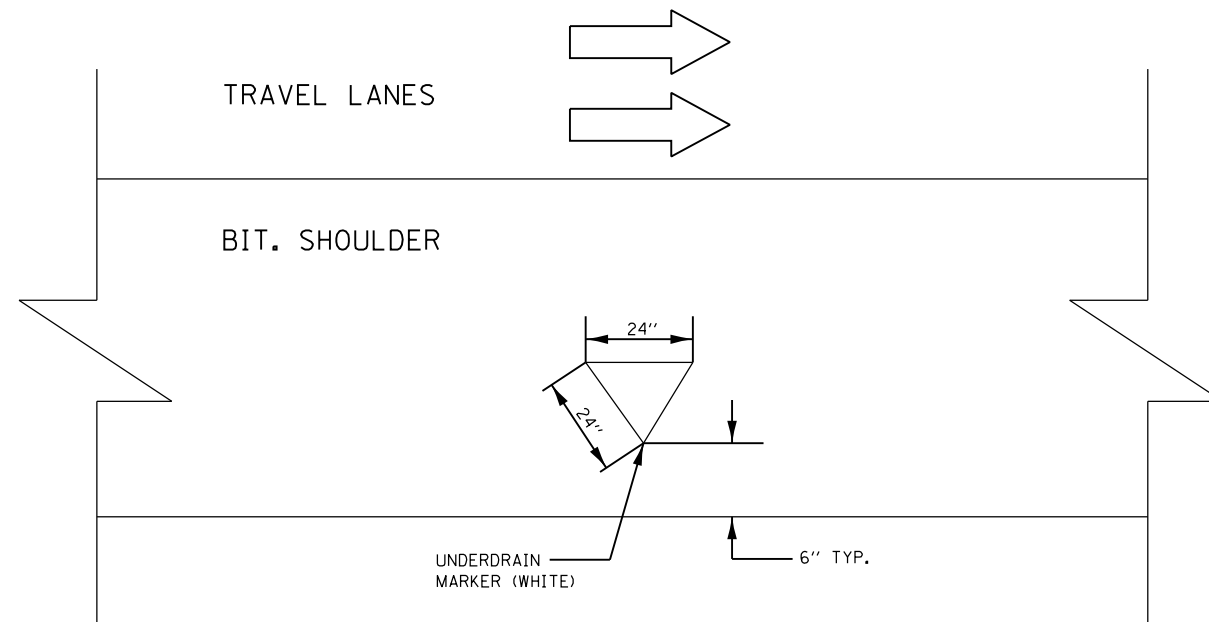 TRAVEL LANES
BIT. SHOULDER
24''
24''
UNDERDRAIN
MARKER (WHITE)
6'' TYP.